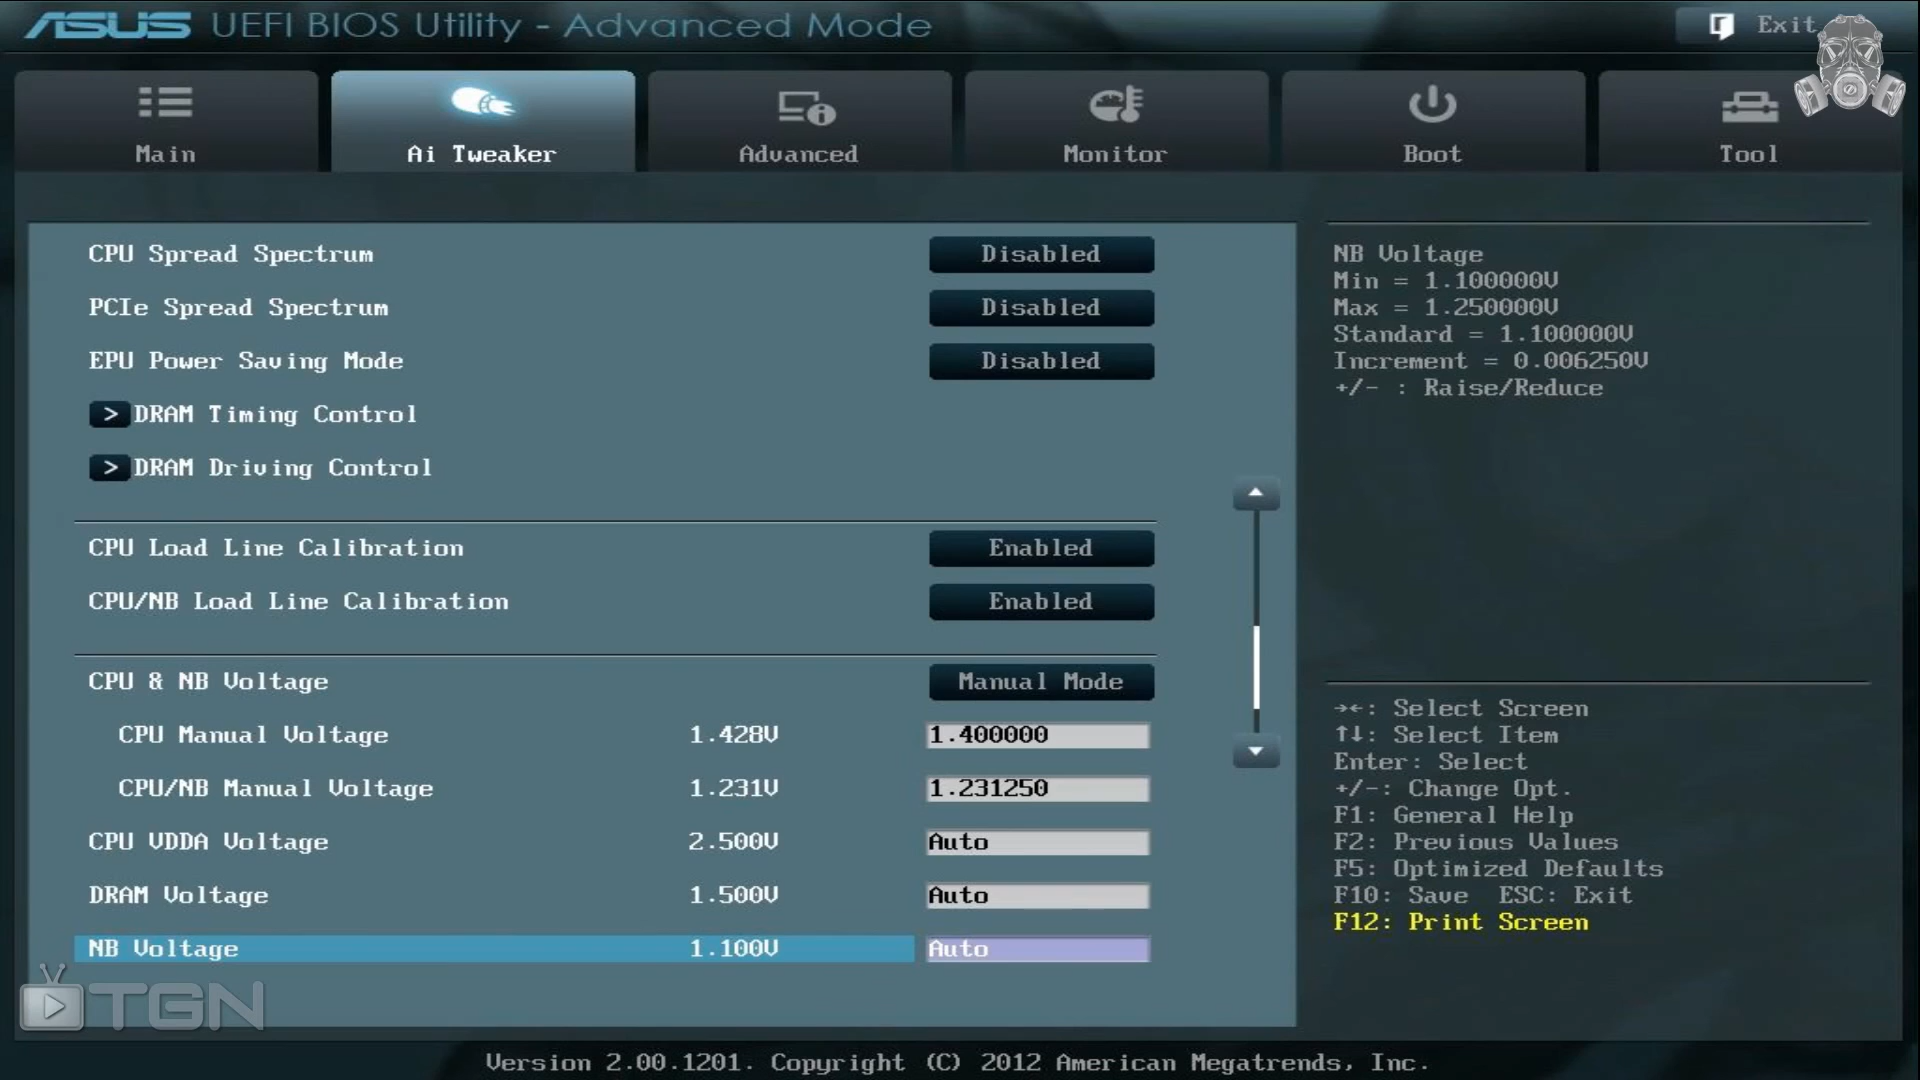 ASUS UEFI BIOS Utility - Advanced Mode
Exit
Main
Ai Tweaker
Advanced
Monitor
Boot
Tool
CPU Spread Spectrum Disabled
PCIe Spread Spectrum Disabled
EPU Power Saving Mode Disabled
> DRAM Timing Control
> DRAM Driving Control
CPU Load Line Calibration Enabled
CPU/NB Load Line Calibration Enabled
CPU & NB Voltage Manual Mode
CPU Manual Voltage 1.428V 1.400000
CPU/NB Manual Voltage 1.231V 1.231250
CPU VDDA Voltage 2.500V Auto
DRAM Voltage 1.500V Auto
NB Voltage 1.100V Auto
NB Voltage
Min = 1.100000V
Max = 1.250000V
Standard = 1.100000V
Increment = 0.006250V
+/- : Raise/Reduce
→←: Select Screen
↑↓: Select Item
Enter: Select
+/-: Change Opt.
F1: General Help
F2: Previous Values
F5: Optimized Defaults
F10: Save ESC: Exit
F12: Print Screen
TGN
Version 2.00.1201. Copyright (C) 2012 American Megatrends, Inc.